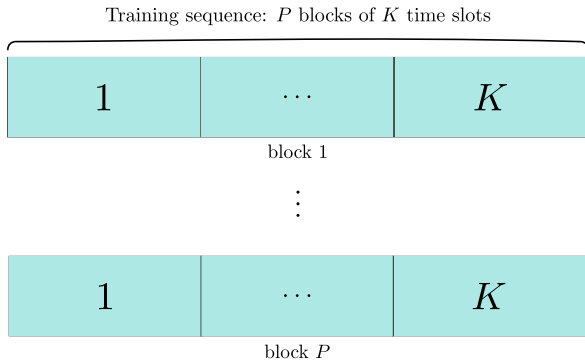 Training sequence: P blocks of K time slots
1 ⋯ K
block 1
⋮
1 ⋯ K
block P